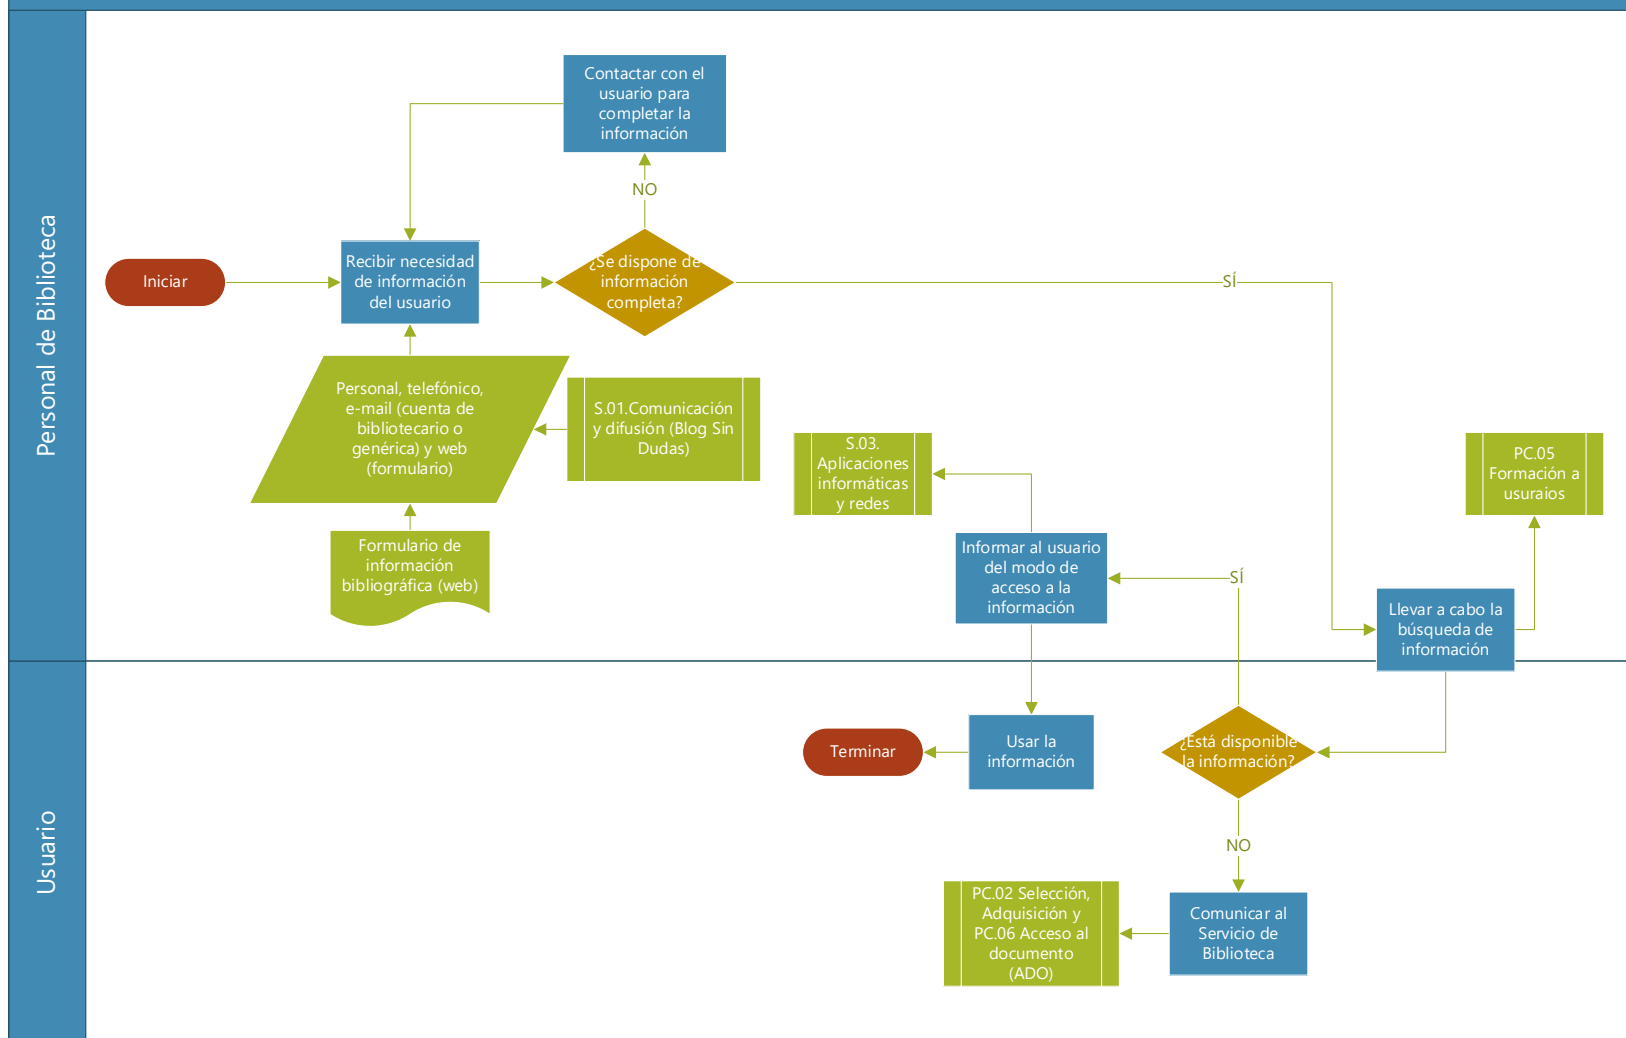 Personal de Biblioteca
Contactar con el
usuario para
completar la
información
NO
Iniciar
Recibir necesidad
de información
del usuario
¿Se dispone de
información
completa?
SÍ
Personal, telefónico,
e-mail (cuenta de
bibliotecario o
genérica) y web
(formulario)
S.01.Comunicación
y difusión (Blog Sin
Dudas)
Formulario de
información
bibliográfica (web)
S.03.
Aplicaciones
informáticas
y redes
PC.05
Formación a
usuraios
Informar al usuario
del modo de
acceso a la
información
SÍ
Llevar a cabo la
búsqueda de
información
Usuario
Terminar
Usar la
información
¿Está disponible
la información?
NO
PC.02 Selección,
Adquisición y
PC.06 Acceso al
documento
(ADO)
Comunicar al
Servicio de
Biblioteca